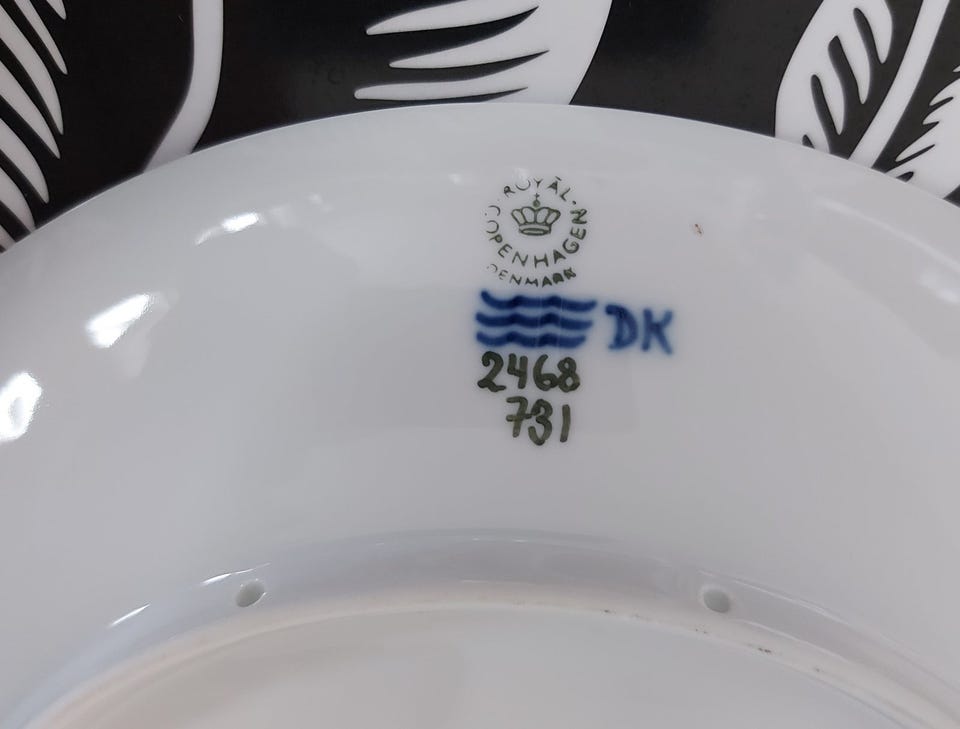 ROYAL
COPENHAGEN
DENMARK
DK
2468
731